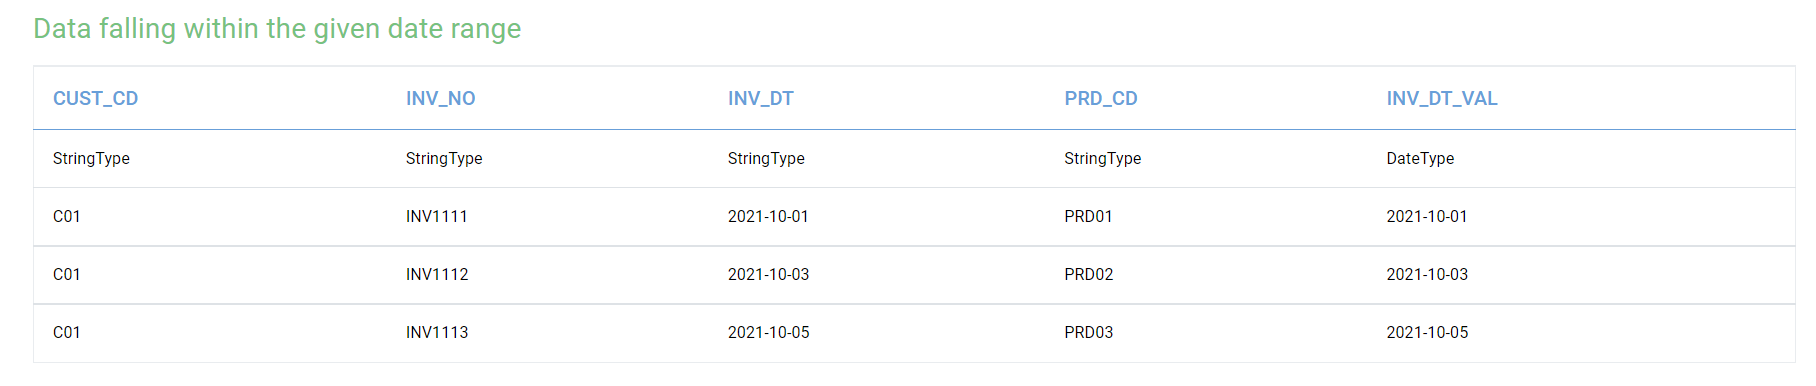 Data falling within the given date range
CUST_CD INV_NO INV_DT PRD_CD INV_DT_VAL
StringType StringType StringType StringType DateType
C01 INV1111 2021-10-01 PRD01 2021-10-01
C01 INV1112 2021-10-03 PRD02 2021-10-03
C01 INV1113 2021-10-05 PRD03 2021-10-05